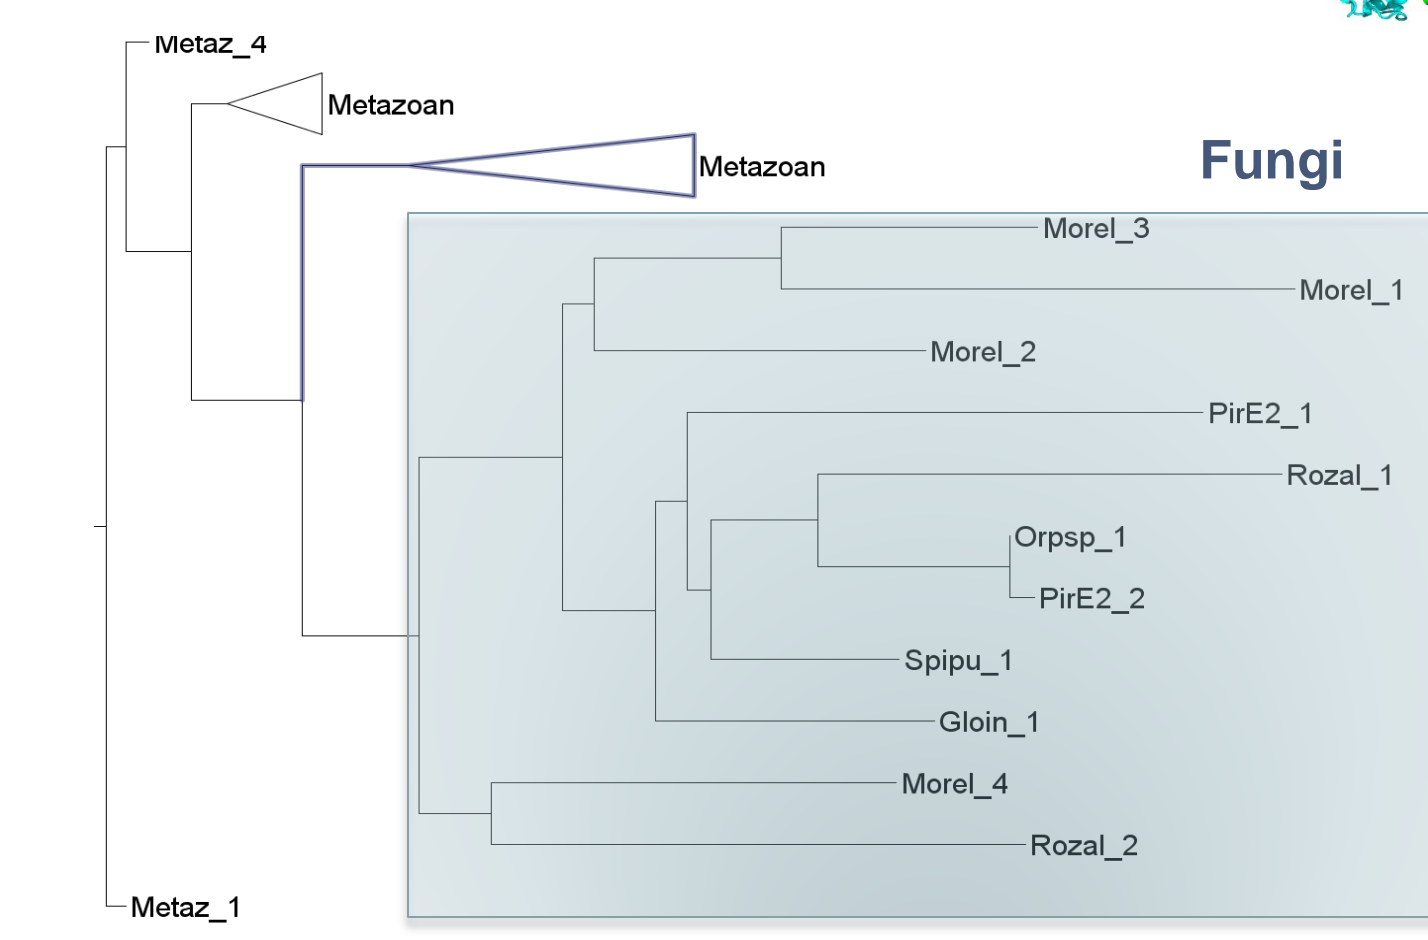 Metaz_4
Metazoan
Metazoan
Fungi
Morel_3
Morel_1
Morel_2
PirE2_1
Rozal_1
Orpsp_1
PirE2_2
Spipu_1
Gloin_1
Morel_4
Rozal_2
Metaz_1